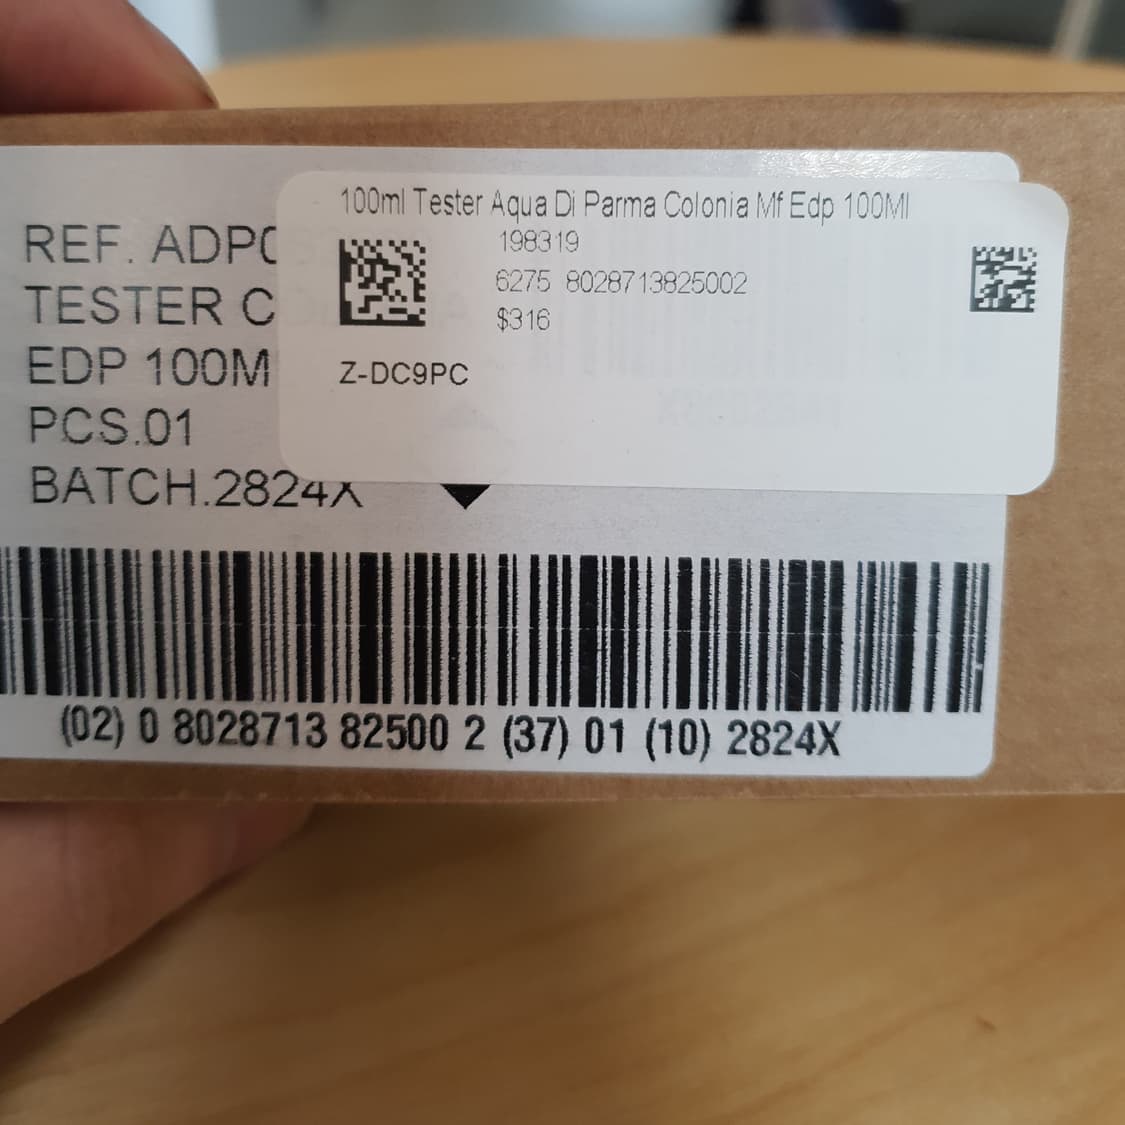 100ml Tester Aqua Di Parma Colonia Mf Edp 100Ml
198319
6275 8028713825002
$316
Z-DC9PC
REF. ADP
TESTER C
EDP 100M
PCS.01
BATCH.2824X
(02) 0 8028713 82500 2 (37) 01 (10) 2824X